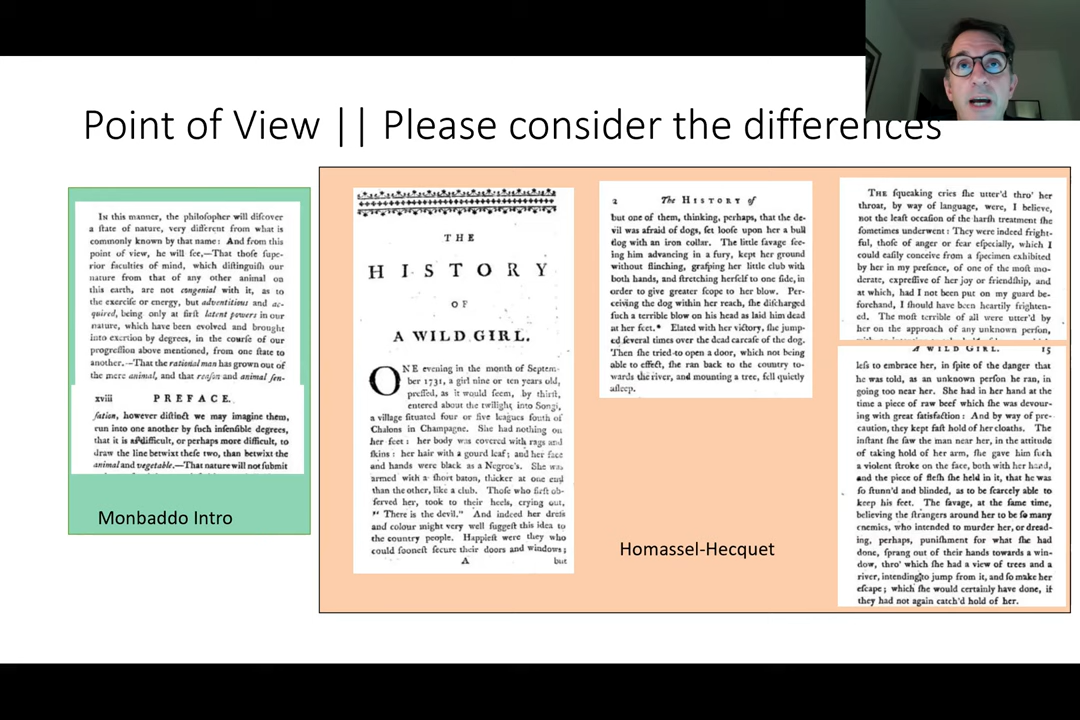 Point of View || Please consider the differences
In this manner, the philosopher will discover
a state of nature, very different from what is
commonly known by that name: And from this
point of view, he will see,—That those supe-
rior faculties of mind, which distinguish our
nature from that of any other animal on
this earth, are not congenial with it, as to
the exercise or energy, but adventitious and ac-
quired, being only at first latent powers in our
nature, which have been evolved and brought
into exertion by degrees, in the course of our
progression above mentioned, from one state to
another.—That the rational man has grown out of
the mere animal, and that reason and animal sen-
xviii PREFACE.
sation, however distinct we may imagine them,
run into one another by such insensible degrees,
that it is as difficult, or perhaps more difficult, to
draw the line betwixt these two, than betwixt the
animal and vegetable.—That nature will not submit
Monbaddo Intro
THE
HISTORY
OF
A WILD GIRL.
ONE evening in the month of Septem-
ber 1731, a girl nine or ten years old,
pressed, as it would seem, by thirst,
entered about the twilight into Songi,
a village situated four or five leagues south of
Chalons in Champagne. She had nothing on
her feet: her body was covered with rags and
skins: her hair with a gourd leaf; and her face
and hands were black as a Negroe's. She was
armed with a short baton, thicker at one end
than the other, like a club. Those who first ob-
served her, took to their heels, crying out,
"There is the devil." And indeed her dress
and colour might very well suggest this idea to
the country people. Happiest were they who
could soonest secure their doors and windows;
A but
2 The HISTORY of
but one of them, thinking, perhaps, that the de-
vil was afraid of dogs, set loose upon her a bull
dog with an iron collar. The little savage see-
ing him advancing in a fury, kept her ground
without flinching, grasping her little club with
both hands, and stretching herself to one side, in
order to give greater scope to her blow. Per-
ceiving the dog within her reach, she discharged
such a terrible blow on his head as laid him dead
at her feet.* Elated with her victory, she jump-
ed several times over the dead carcase of the dog.
Then she tried to open a door, which not being
able to effect, she ran back to the country to-
wards the river, and mounting a tree, fell quietly
asleep.
Homassel-Hecquet
THE squeaking cries she utter'd thro' her
throat, by way of language, were, I believe,
not the least occasion of the harsh treatment she
sometimes underwent: They were indeed fright-
ful, those of anger or fear especially, which I
could easily conceive from a specimen exhibited
by her in my presence, of one of the most mo-
derate, expressive of her joy or friendship, and
at which, had I not been put on my guard be-
forehand, I should have been heartily frighten-
ed. The most terrible of all were utter'd by
her on the approach of any unknown person,
A WILD GIRL. 15
less to embrace her, in spite of the danger that
he was told, as an unknown person he ran, in
going too near her. She had in her hand at the
time a piece of raw beef which she was devour-
ing with great satisfaction: And by way of pre-
caution, they kept fast hold of her cloaths. The
instant she saw the man near her, in the attitude
of taking hold of her arm, she gave him such
a violent stroke on the face, both with her hand,
and the piece of flesh she held in it, that he was
so stunn'd and blinded, as to be scarcely able to
keep his feet. The savage, at the same time,
believing the strangers around her to be so many
enemies, who intended to murder her, or dread-
ing, perhaps, punishment for what she had
done, sprang out of their hands towards a win-
dow, thro' which she had a view of trees and a
river, intending to jump from it, and so make her
escape; which she would certainly have done, if
they had not again catch'd hold of her.